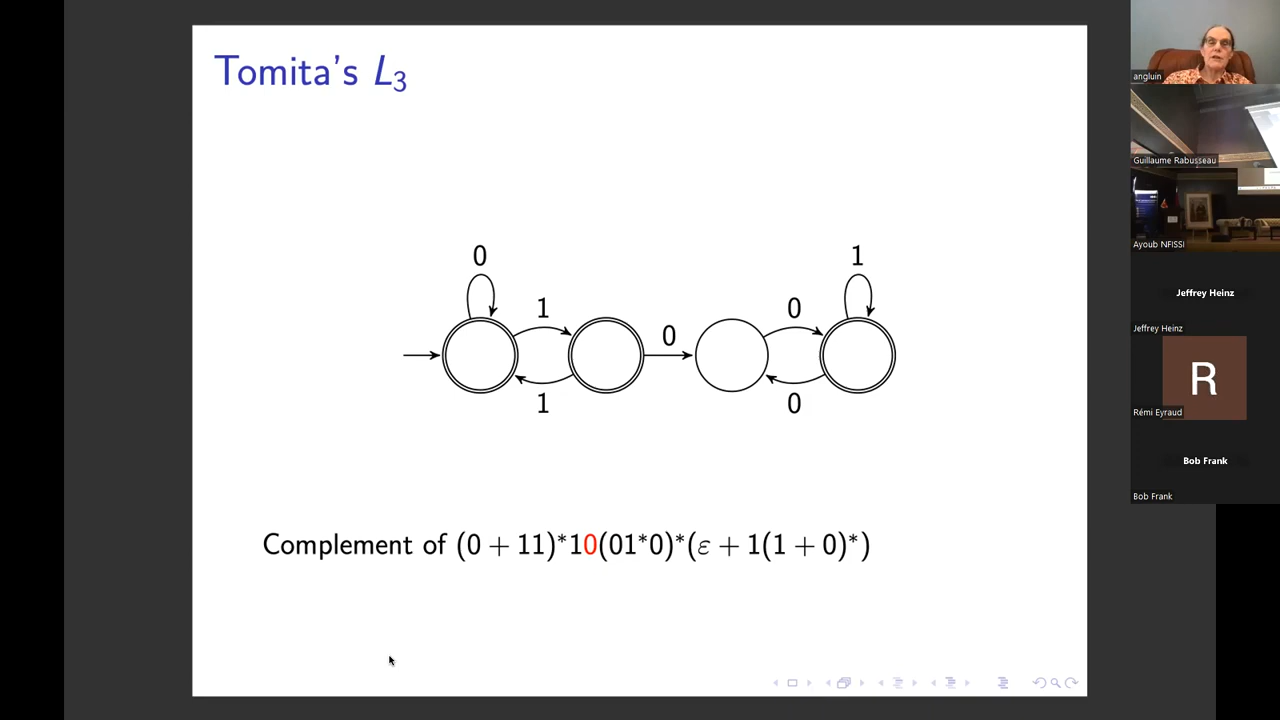 Tomita's L₃
0
1
1
0
0
1
0
Complement of (0 + 11)*10(01*0)*(ε + 1(1 + 0)*)
angluin
Guillaume Rabusseau
Ayoub NFISSI
Jeffrey Heinz
Jeffrey Heinz
R
Rémi Eyraud
Bob Frank
Bob Frank